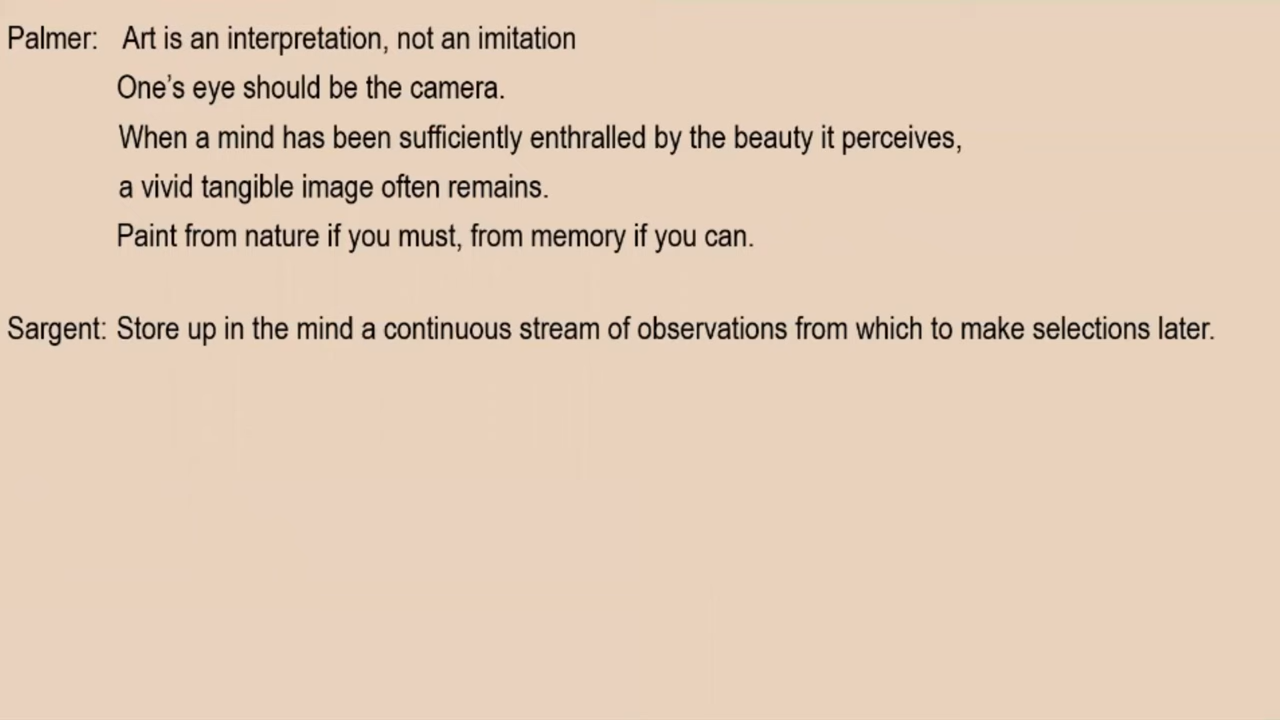 Palmer: Art is an interpretation, not an imitation
One’s eye should be the camera.
When a mind has been sufficiently enthralled by the beauty it perceives,
a vivid tangible image often remains.
Paint from nature if you must, from memory if you can.
Sargent: Store up in the mind a continuous stream of observations from which to make selections later.